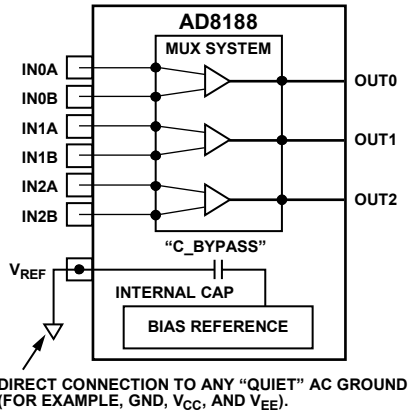 AD8188
MUX SYSTEM
IN0A
IN0B
IN1A
IN1B
IN2A
IN2B
OUT0
OUT1
OUT2
"C_BYPASS"
VREF
INTERNAL CAP
BIAS REFERENCE
DIRECT CONNECTION TO ANY "QUIET" AC GROUND
(FOR EXAMPLE, GND, VCC, AND VEE).